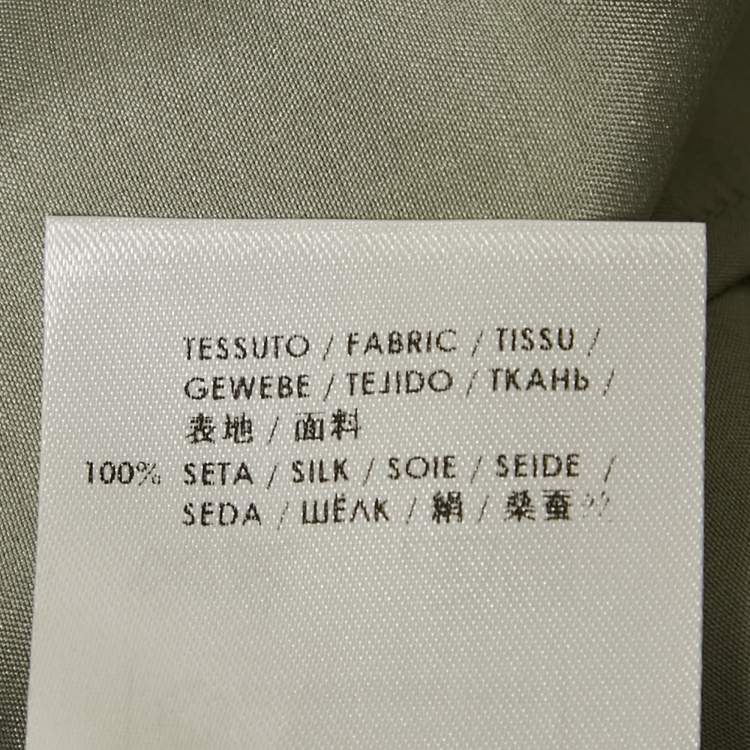 TESSUTO / FABRIC / TISSU /
GEWEBE / TEJIDO / ТКАНЬ /
表地 / 面料
100% SETA / SILK / SOIE / SEIDE /
SEDA / ШЁЛК / 絹 / 桑蚕